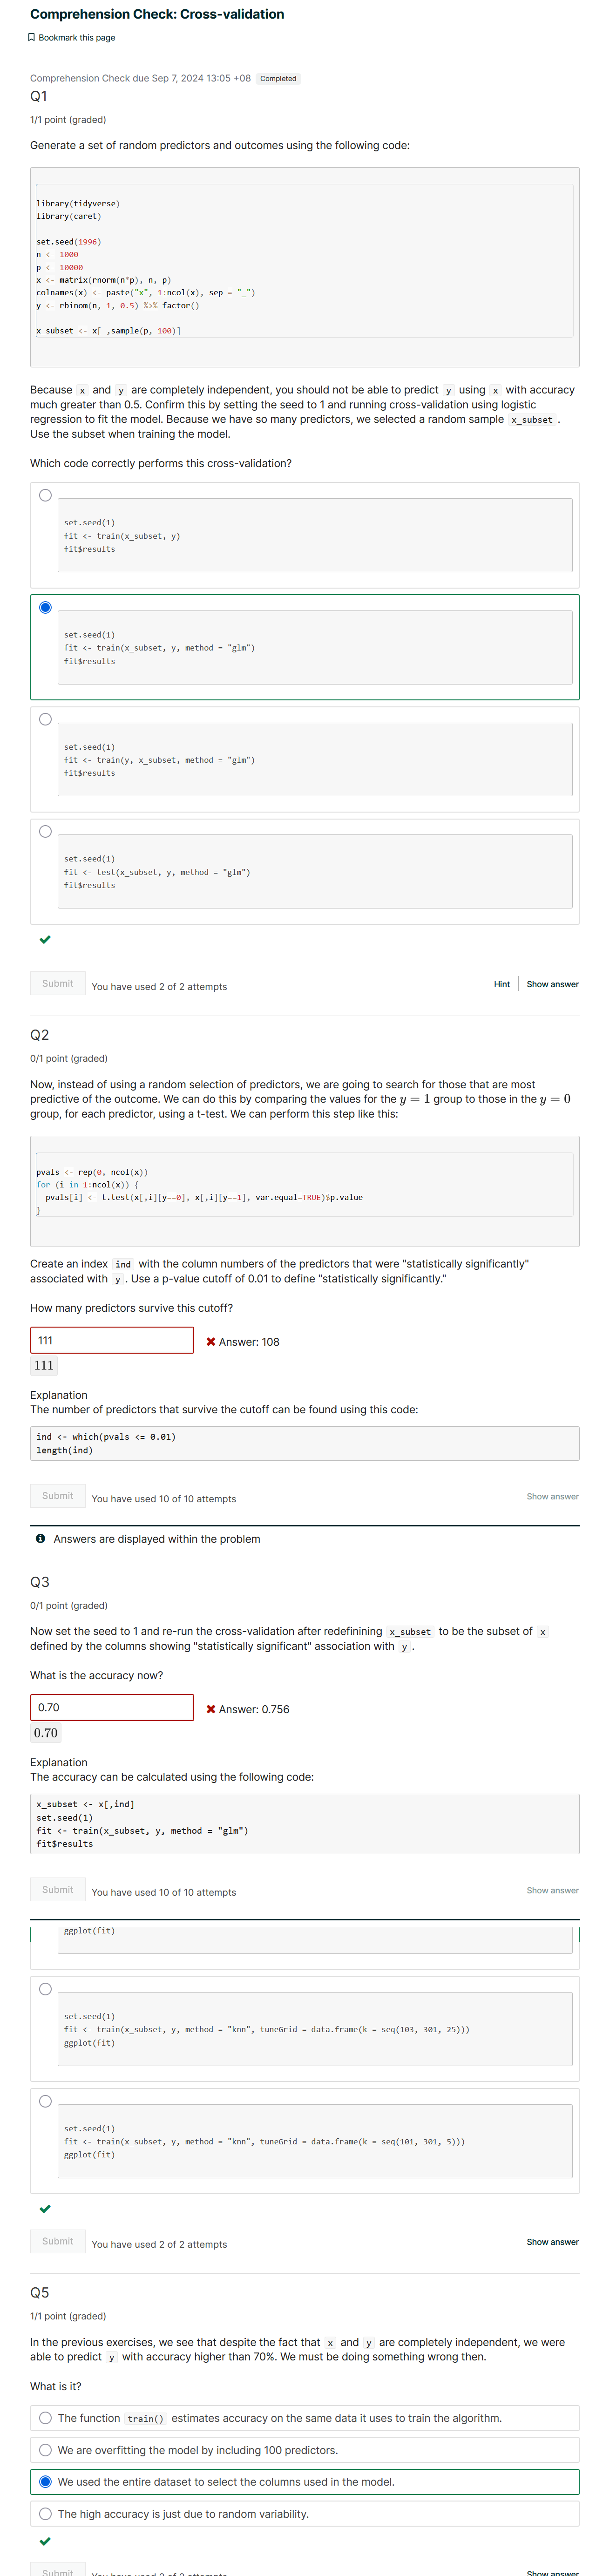 Comprehension Check: Cross-validation
Bookmark this page
Comprehension Check due Sep 7, 2024 13:05 +08 Completed
Q1
1/1 point (graded)
Generate a set of random predictors and outcomes using the following code:
library(tidyverse)
library(caret)
set.seed(1996)
n <- 1000
p <- 10000
x <- matrix(rnorm(n*p), n, p)
colnames(x) <- paste("x", 1:ncol(x), sep = "_")
y <- rbinom(n, 1, 0.5) %>% factor()
x_subset <- x[ ,sample(p, 100)]
Because x and y are completely independent, you should not be able to predict y using x with accuracy
much greater than 0.5. Confirm this by setting the seed to 1 and running cross-validation using logistic
regression to fit the model. Because we have so many predictors, we selected a random sample x_subset .
Use the subset when training the model.
Which code correctly performs this cross-validation?
set.seed(1)
fit <- train(x_subset, y)
fit$results
set.seed(1)
fit <- train(x_subset, y, method = "glm")
fit$results
set.seed(1)
fit <- train(y, x_subset, method = "glm")
fit$results
set.seed(1)
fit <- test(x_subset, y, method = "glm")
fit$results
Submit You have used 2 of 2 attempts Hint Show answer
Q2
0/1 point (graded)
Now, instead of using a random selection of predictors, we are going to search for those that are most
predictive of the outcome. We can do this by comparing the values for the y = 1 group to those in the y = 0
group, for each predictor, using a t-test. We can perform this step like this:
pvals <- rep(0, ncol(x))
for (i in 1:ncol(x)) {
pvals[i] <- t.test(x[,i][y==0], x[,i][y==1], var.equal=TRUE)$p.value
}
Create an index ind with the column numbers of the predictors that were "statistically significantly"
associated with y . Use a p-value cutoff of 0.01 to define "statistically significantly."
How many predictors survive this cutoff?
111 Answer: 108
111
Explanation
The number of predictors that survive the cutoff can be found using this code:
ind <- which(pvals <= 0.01)
length(ind)
Submit You have used 10 of 10 attempts Show answer
Answers are displayed within the problem
Q3
0/1 point (graded)
Now set the seed to 1 and re-run the cross-validation after redefinining x_subset to be the subset of x
defined by the columns showing "statistically significant" association with y .
What is the accuracy now?
0.70 Answer: 0.756
0.70
Explanation
The accuracy can be calculated using the following code:
x_subset <- x[,ind]
set.seed(1)
fit <- train(x_subset, y, method = "glm")
fit$results
Submit You have used 10 of 10 attempts Show answer
ggplot(fit)
set.seed(1)
fit <- train(x_subset, y, method = "knn", tuneGrid = data.frame(k = seq(103, 301, 25)))
ggplot(fit)
set.seed(1)
fit <- train(x_subset, y, method = "knn", tuneGrid = data.frame(k = seq(101, 301, 5)))
ggplot(fit)
Submit You have used 2 of 2 attempts Show answer
Q5
1/1 point (graded)
In the previous exercises, we see that despite the fact that x and y are completely independent, we were
able to predict y with accuracy higher than 70%. We must be doing something wrong then.
What is it?
The function train() estimates accuracy on the same data it uses to train the algorithm.
We are overfitting the model by including 100 predictors.
We used the entire dataset to select the columns used in the model.
The high accuracy is just due to random variability.
Submit You have used 2 of 2 attempts Show answer